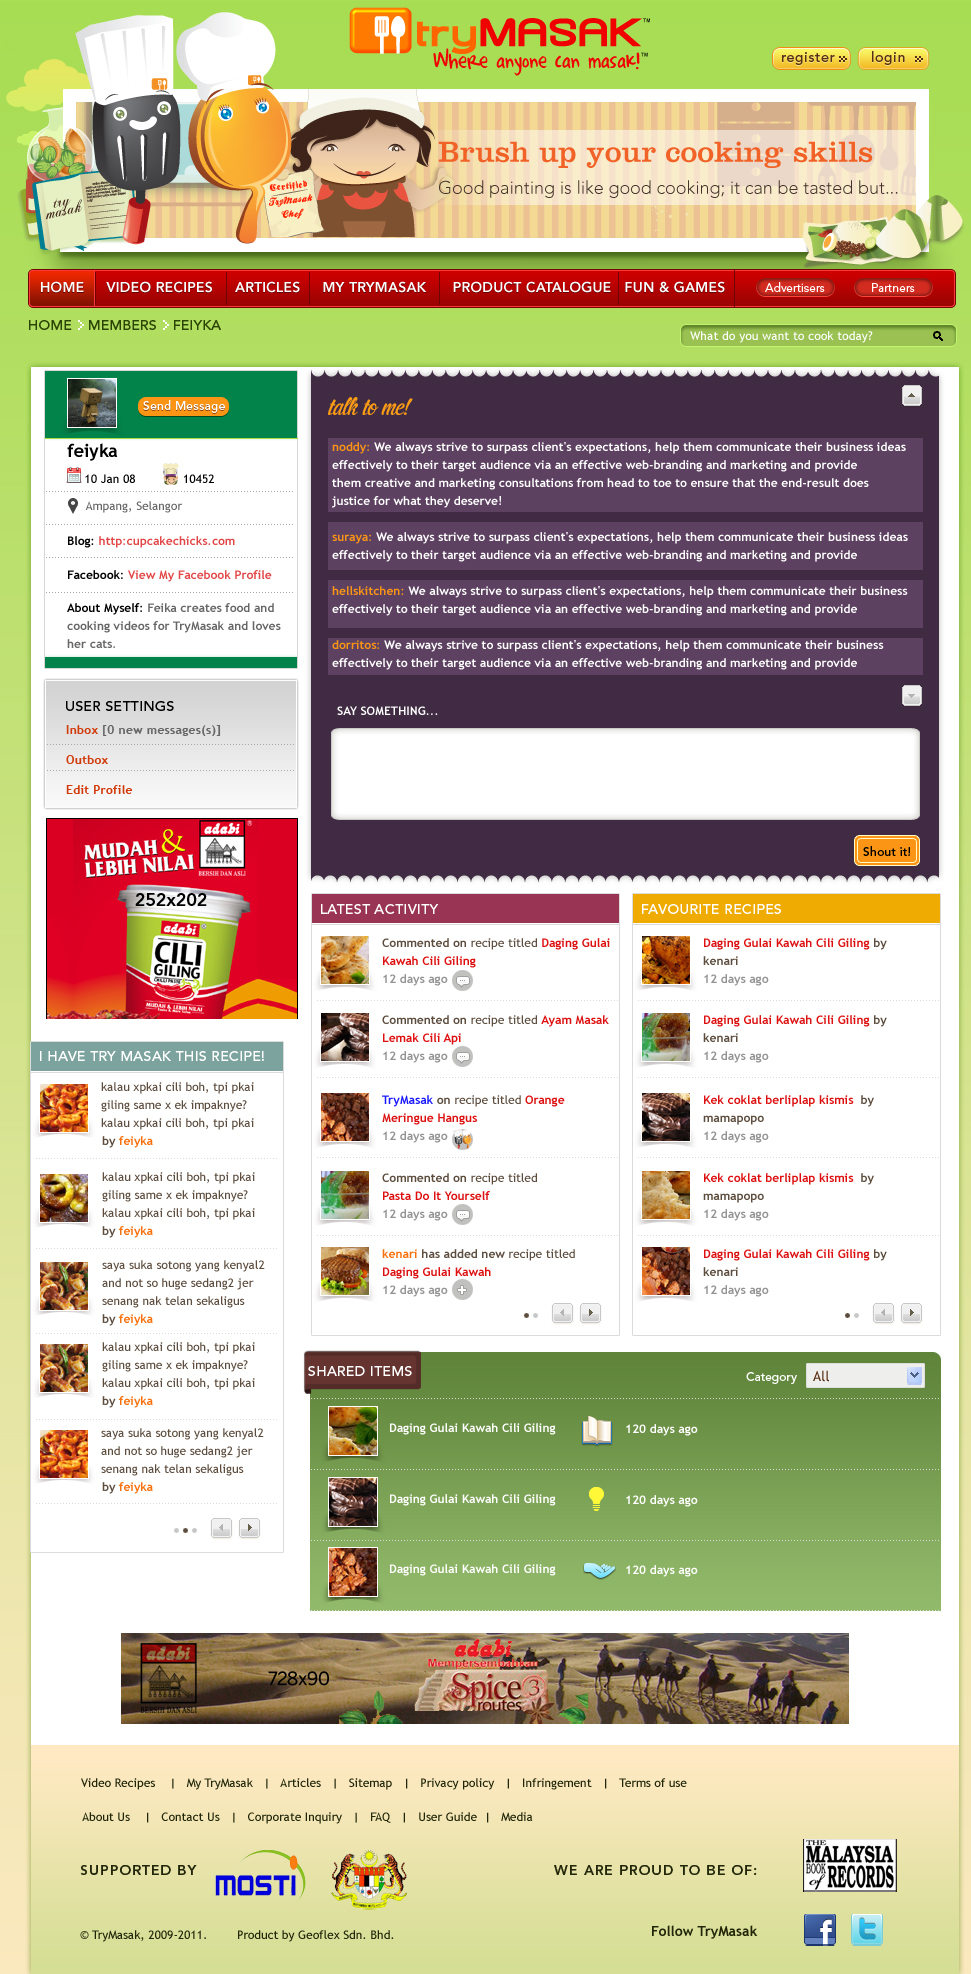 tryMASAK™
Where anyone can masak!™
register
login
try
masak
Certified
TryMasak
Chef
Brush up your cooking skills
Good painting is like good cooking; it can be tasted but...
HOME
VIDEO RECIPES
ARTICLES
MY TRYMASAK
PRODUCT CATALOGUE
FUN & GAMES
Advertisers
Partners
HOME
MEMBERS
FEIYKA
What do you want to cook today?
Send Message
feiyka
10 Jan 08
10452
Ampang, Selangor
Blog: http:cupcakechicks.com
Facebook: View My Facebook Profile
About Myself: Feika creates food and
cooking videos for TryMasak and loves
her cats.
USER SETTINGS
Inbox [0 new messages(s)]
Outbox
Edit Profile
MUDAH &
LEBIH NILAI
adabi
BERSIH DAN ASLI
252x202
adabi
CILI
GILING
CHILLI PASTE
MUDAH & LEBIH NILAI
I HAVE TRY MASAK THIS RECIPE!
kalau xpkai cili boh, tpi pkai
giling same x ek impaknye?
kalau xpkai cili boh, tpi pkai
by feiyka
kalau xpkai cili boh, tpi pkai
giling same x ek impaknye?
kalau xpkai cili boh, tpi pkai
by feiyka
saya suka sotong yang kenyal2
and not so huge sedang2 jer
senang nak telan sekaligus
by feiyka
kalau xpkai cili boh, tpi pkai
giling same x ek impaknye?
kalau xpkai cili boh, tpi pkai
by feiyka
saya suka sotong yang kenyal2
and not so huge sedang2 jer
senang nak telan sekaligus
by feiyka
talk to me!
noddy: We always strive to surpass client's expectations, help them communicate their business ideas
effectively to their target audience via an effective web-branding and marketing and provide
them creative and marketing consultations from head to toe to ensure that the end-result does
justice for what they deserve!
suraya: We always strive to surpass client's expectations, help them communicate their business ideas
effectively to their target audience via an effective web-branding and marketing and provide
hellskitchen: We always strive to surpass client's expectations, help them communicate their business
effectively to their target audience via an effective web-branding and marketing and provide
dorritos: We always strive to surpass client's expectations, help them communicate their business
effectively to their target audience via an effective web-branding and marketing and provide
SAY SOMETHING...
Shout it!
LATEST ACTIVITY
Commented on recipe titled Daging Gulai
Kawah Cili Giling
12 days ago
Commented on recipe titled Ayam Masak
Lemak Cili Api
12 days ago
TryMasak on recipe titled Orange
Meringue Hangus
12 days ago
Commented on recipe titled
Pasta Do It Yourself
12 days ago
kenari has added new recipe titled
Daging Gulai Kawah
12 days ago
FAVOURITE RECIPES
Daging Gulai Kawah Cili Giling by
kenari
12 days ago
Daging Gulai Kawah Cili Giling by
kenari
12 days ago
Kek coklat berliplap kismis by
mamapopo
12 days ago
Kek coklat berliplap kismis by
mamapopo
12 days ago
Daging Gulai Kawah Cili Giling by
kenari
12 days ago
SHARED ITEMS
Category
All
Daging Gulai Kawah Cili Giling
120 days ago
Daging Gulai Kawah Cili Giling
120 days ago
Daging Gulai Kawah Cili Giling
120 days ago
adabi
BERSIH DAN ASLI
728x90
adabi
Mempersembahkan
Spice 3
routes
Video Recipes | My TryMasak | Articles | Sitemap | Privacy policy | Infringement | Terms of use
About Us | Contact Us | Corporate Inquiry | FAQ | User Guide | Media
SUPPORTED BY
MOSTI
WE ARE PROUD TO BE OF:
THE
MALAYSIA
BOOK of RECORDS
© TryMasak, 2009-2011.
Product by Geoflex Sdn. Bhd.
Follow TryMasak